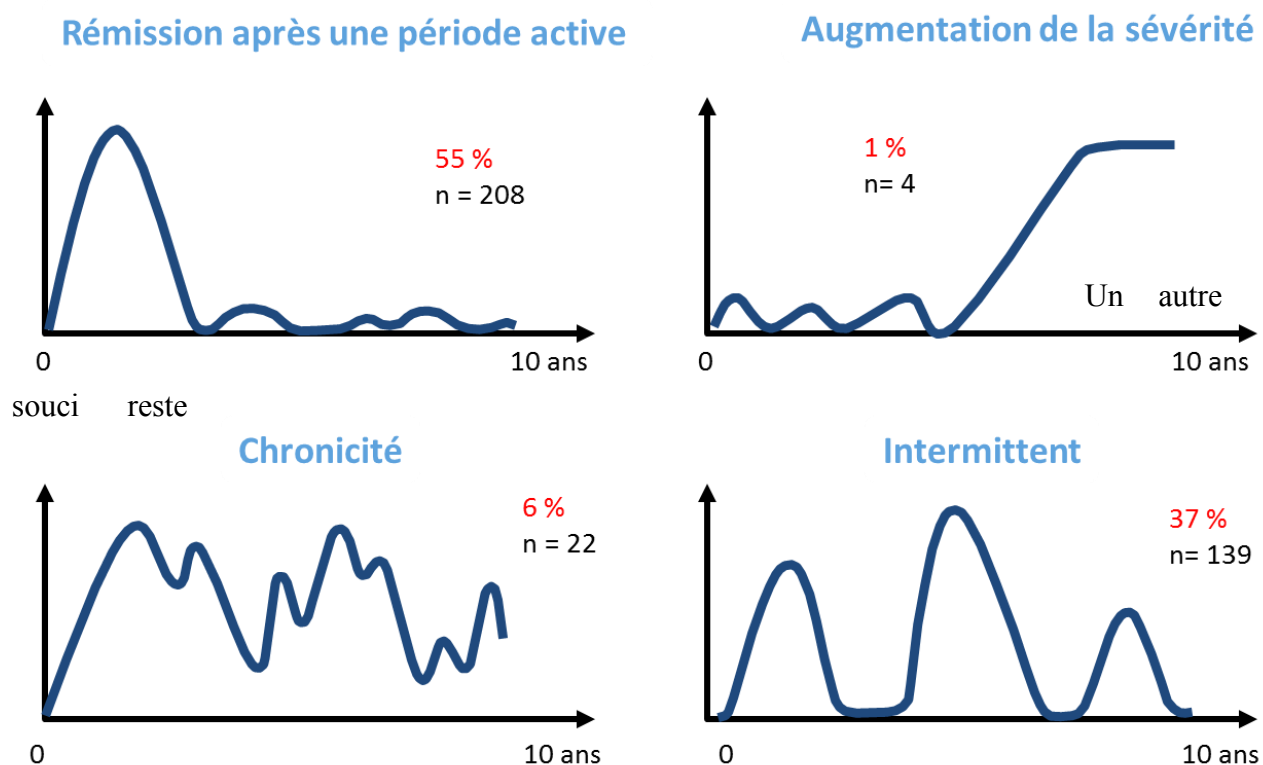 Rémission après une période active
55 %
n = 208
0
10 ans
Augmentation de la sévérité
1 %
n= 4
Un autre
0
10 ans
souci reste
Chronicité
6 %
n = 22
0
10 ans
Intermittent
37 %
n= 139
0
10 ans